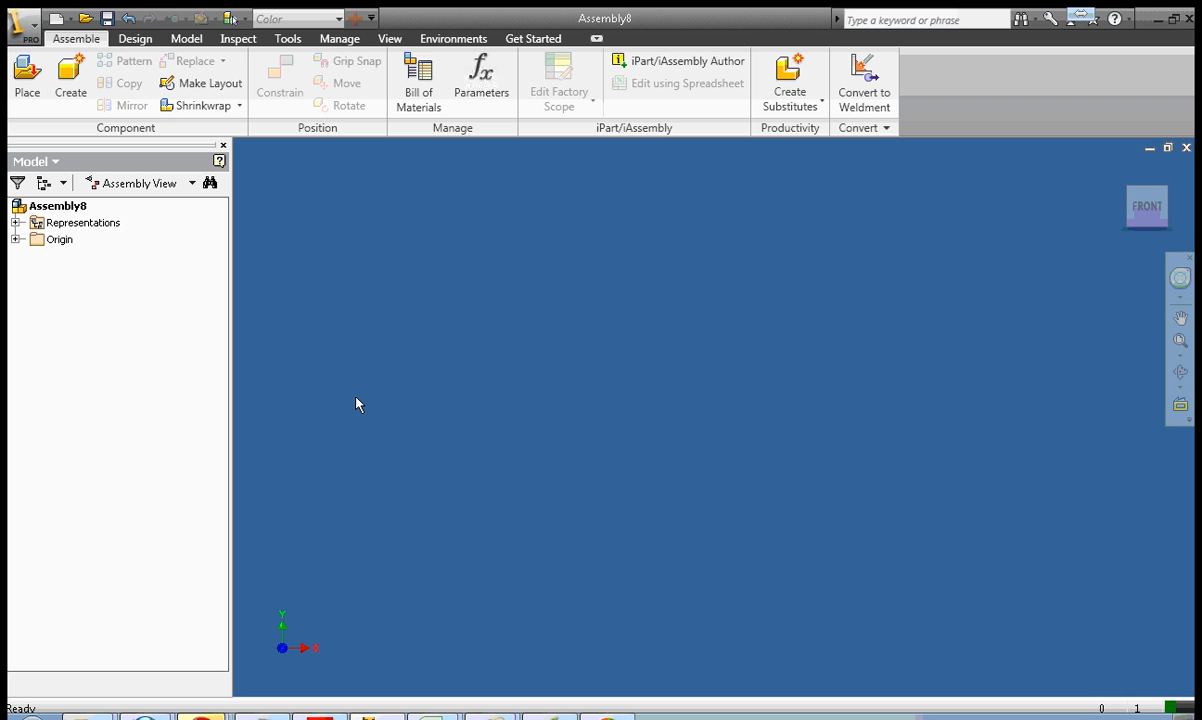 Color Assembly8 Type a keyword or phrase
PRO Assemble Design Model Inspect Tools Manage View Environments Get Started
Place Create Pattern Replace Copy Make Layout Mirror Shrinkwrap
Constrain Grip Snap Move Rotate
Bill of Materials fx Parameters
Edit Factory Scope iPart/iAssembly Author Edit using Spreadsheet
Create Substitutes Convert to Weldment
Component Position Manage iPart/iAssembly Productivity Convert
Model
Assembly View
Assembly8
Representations
Origin
FRONT
Y
X
Ready 0 1